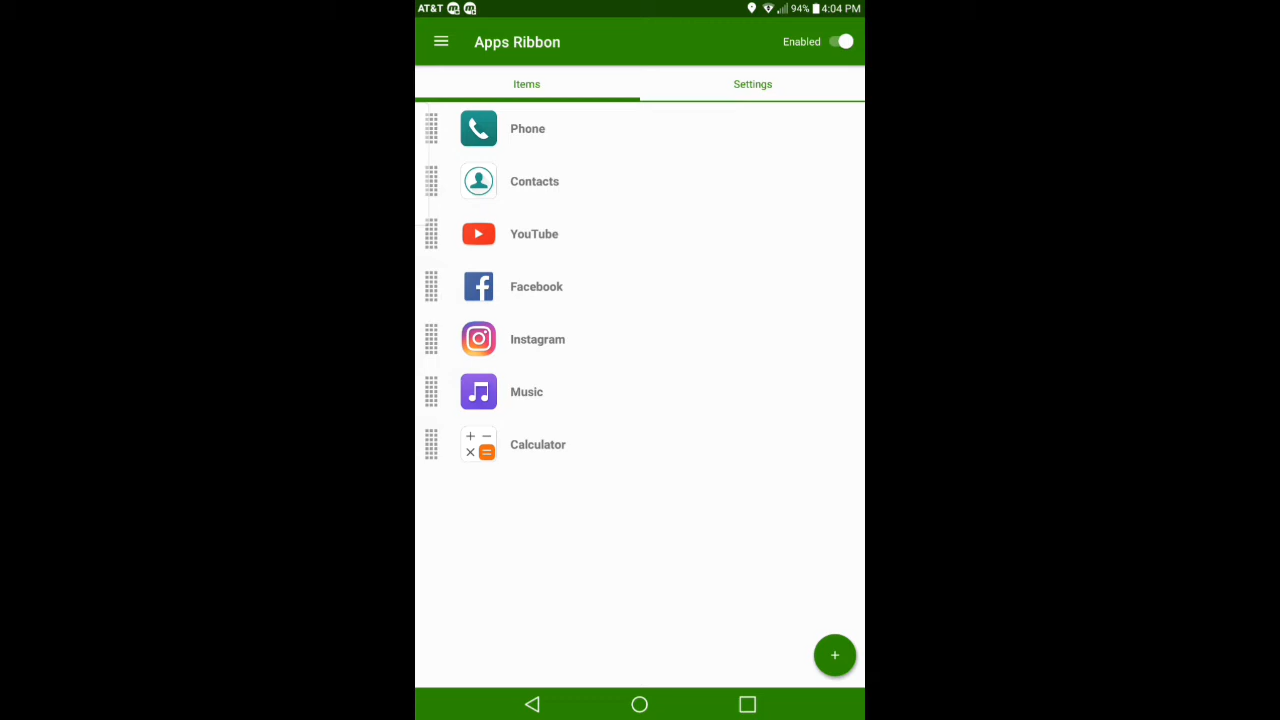 AT&T 94% 4:04 PM
Apps Ribbon Enabled
Items Settings
Phone
Contacts
YouTube
Facebook
Instagram
Music
Calculator